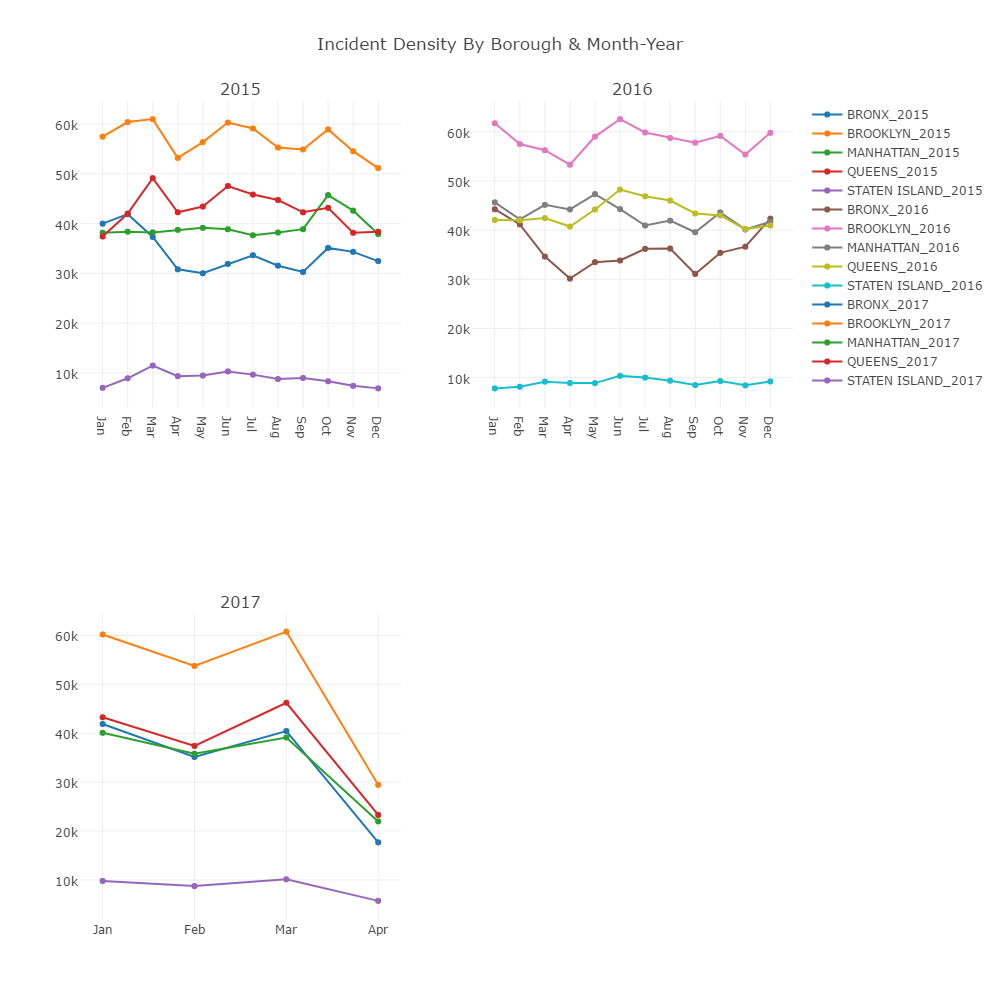 Incident Density By Borough & Month-Year
2015
60k
50k
40k
30k
20k
10k
Jan
Feb
Mar
Apr
May
Jun
Jul
Aug
Sep
Oct
Nov
Dec
2016
60k
50k
40k
30k
20k
10k
Jan
Feb
Mar
Apr
May
Jun
Jul
Aug
Sep
Oct
Nov
Dec
BRONX_2015
BROOKLYN_2015
MANHATTAN_2015
QUEENS_2015
STATEN ISLAND_2015
BRONX_2016
BROOKLYN_2016
MANHATTAN_2016
QUEENS_2016
STATEN ISLAND_2016
BRONX_2017
BROOKLYN_2017
MANHATTAN_2017
QUEENS_2017
STATEN ISLAND_2017
2017
60k
50k
40k
30k
20k
10k
Jan
Feb
Mar
Apr